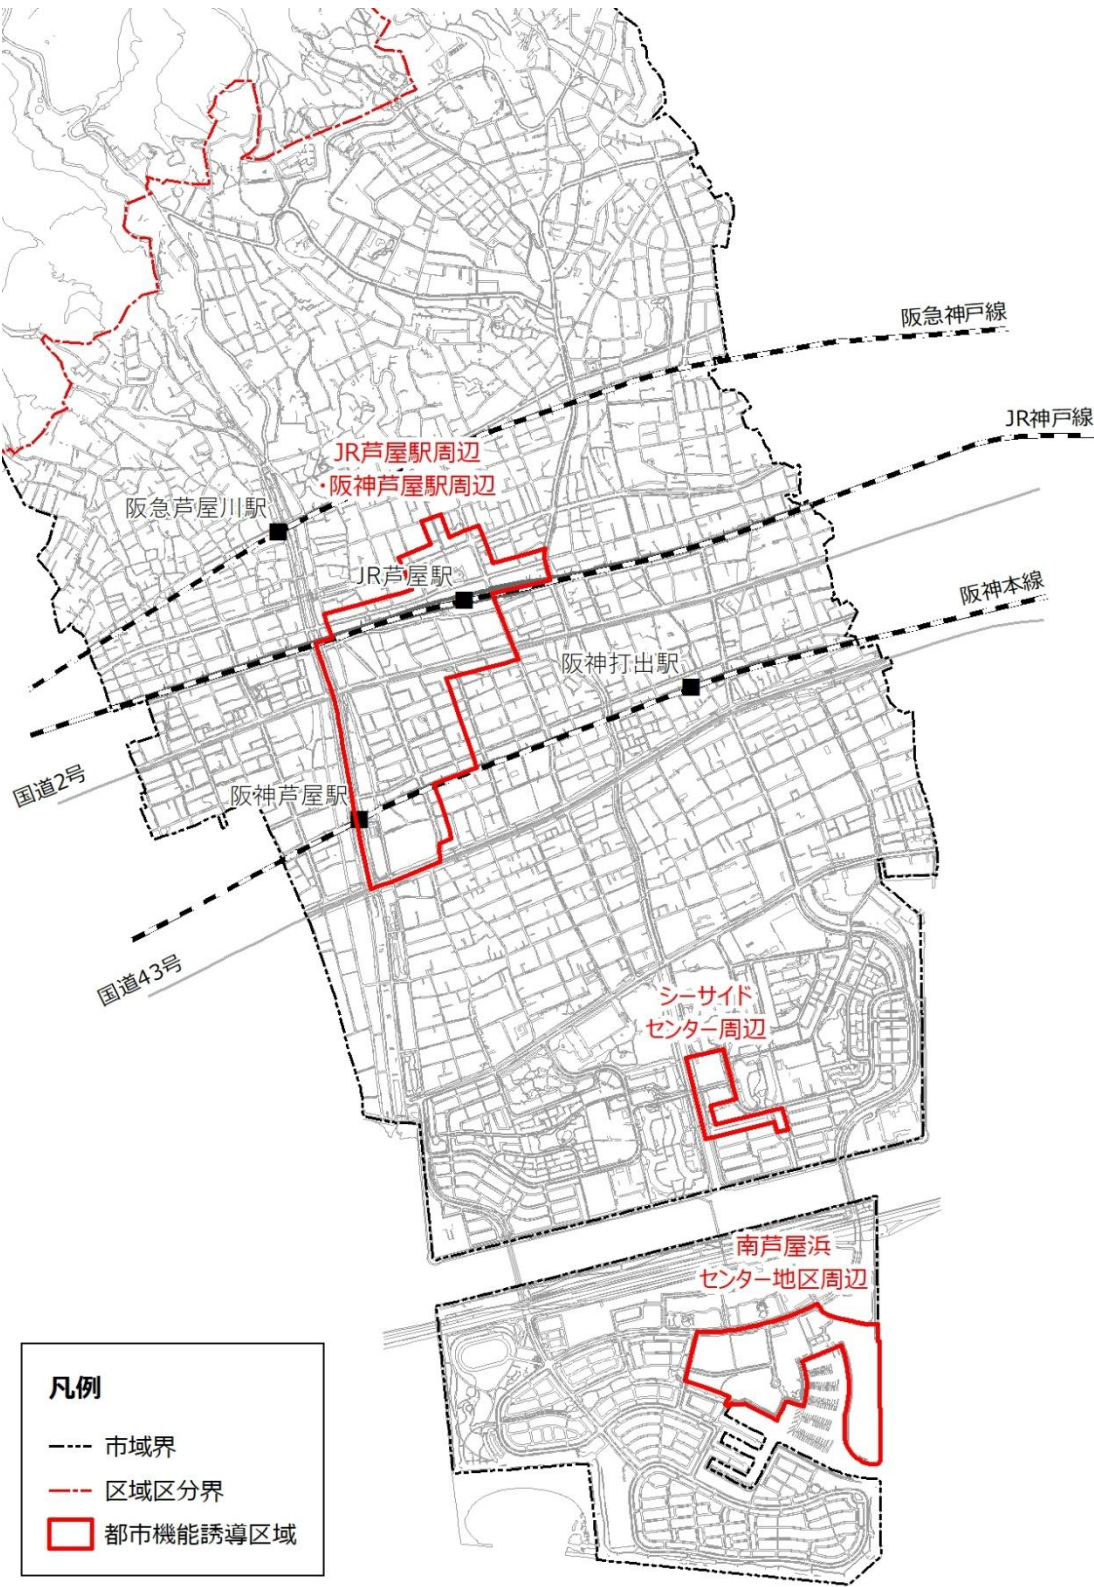 阪急神戸線
JR神戸線
JR芦屋駅周辺
・阪神芦屋駅周辺
阪急芦屋川駅
JR芦屋駅
阪神本線
阪神打出駅
国道2号
阪神芦屋駅
国道43号
シーサイド
センター周辺
南芦屋浜
センター地区周辺
凡例
市域界
区域区分界
都市機能誘導区域